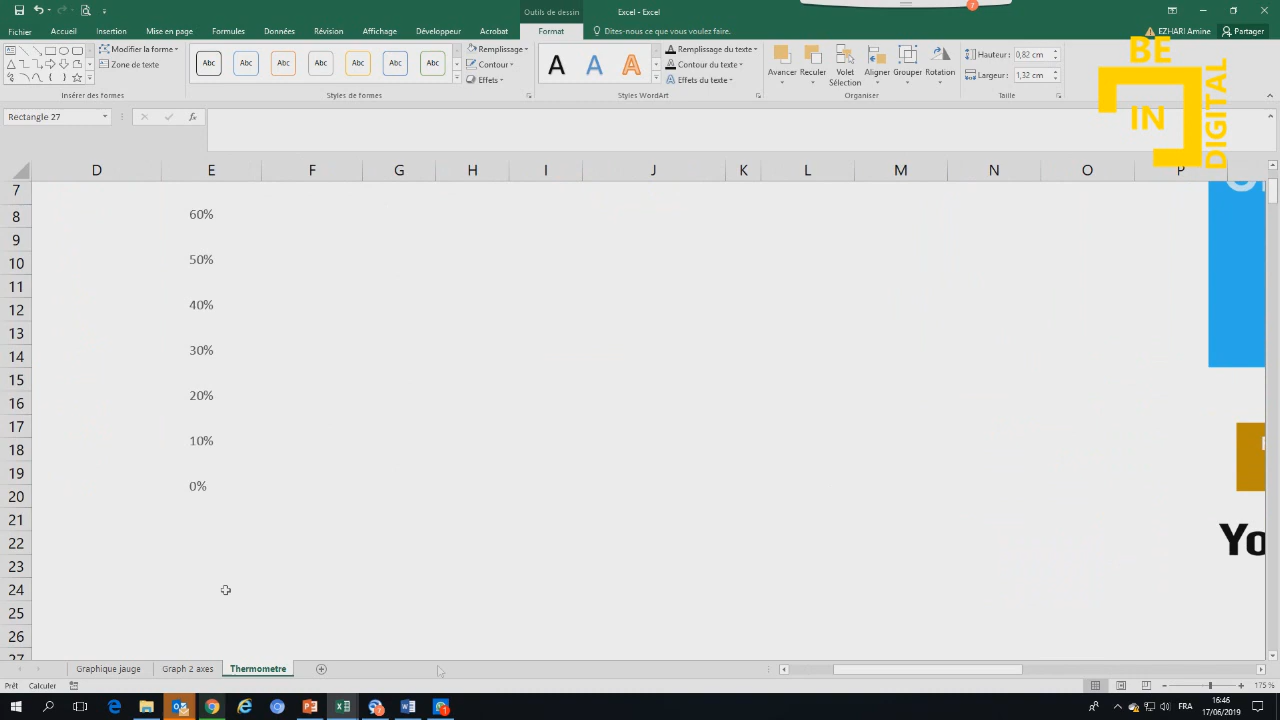 Outils de dessin
Excel - Excel
7
Fichier
Insertion
Mise en page
Formules
Données
Révision
Affichage
Développeur
Acrobat
Format
Dites-nous ce que vous voulez faire.
EZHARI Amine
Partager
Modifier la forme
Zone de texte
Insérer des formes
Abc Abc Abc Abc Abc Abc Abc
Remplissage
Contour
Effets
Styles de formes
A A A
Remplissage du texte
Contour du texte
Effets du texte
Styles WordArt
Avancer
Reculer
Volet
Sélection
Aligner
Grouper
Rotation
Organiser
Hauteur: 0,82 cm
Largeur: 1,32 cm
Taille
BE
IN
DIGITAL
Rectangle 27
fx
D E F G H I J K L M N O P
7
8
60%
9
50%
10
11
40%
12
13
30%
14
15
20%
16
17
10%
18
19
0%
20
21
22
Yo
23
24
25
26
27
Graphique jauge
Graph 2 axes
Thermometre
Prêt
Calculer
175 %
FRA
16:46
17/06/2019